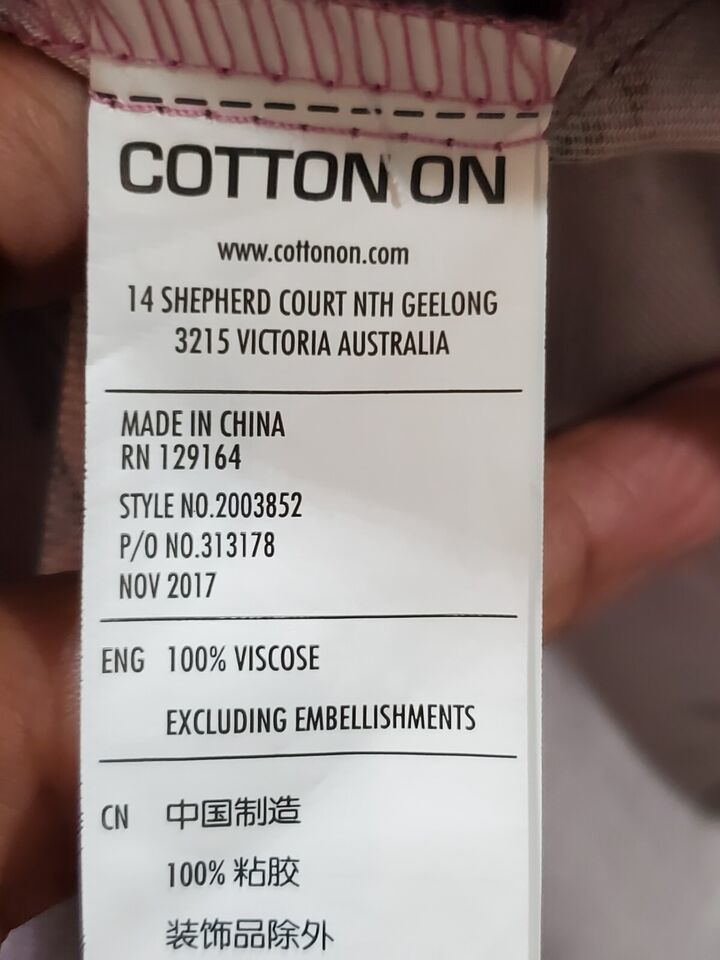 COTTON ON
www.cottonon.com
14 SHEPHERD COURT NTH GEELONG
3215 VICTORIA AUSTRALIA
MADE IN CHINA
RN 129164
STYLE NO.2003852
P/O NO.313178
NOV 2017
ENG 100% VISCOSE
EXCLUDING EMBELLISHMENTS
CN 中国制造
100% 粘胶
装饰品除外